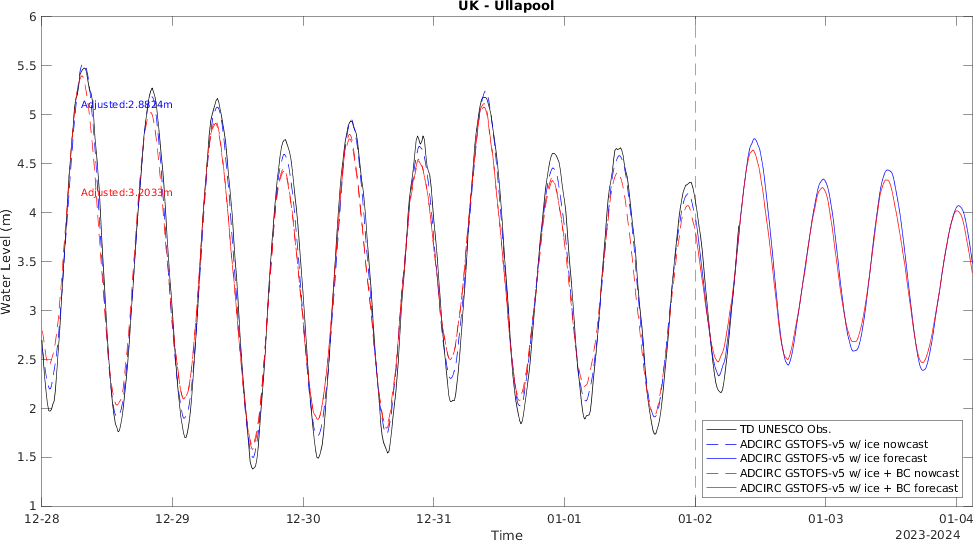 UK - Ullapool
6
5.5
5
4.5
4
3.5
3
2.5
2
1.5
1
Water Level (m)
Adjusted:2.8824m
Adjusted:3.2033m
TD UNESCO Obs.
ADCIRC GSTOFS-v5 w/ ice nowcast
ADCIRC GSTOFS-v5 w/ ice forecast
ADCIRC GSTOFS-v5 w/ ice + BC nowcast
ADCIRC GSTOFS-v5 w/ ice + BC forecast
12-28 12-29 12-30 12-31 01-01 01-02 01-03 01-04
Time
2023-2024